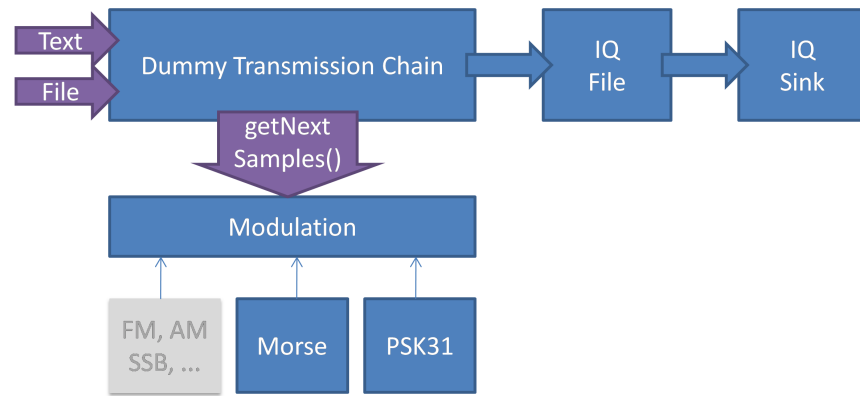 Text
File
Dummy Transmission Chain
IQ
File
IQ
Sink
getNext
Samples()
Modulation
FM, AM
SSB, ...
Morse
PSK31